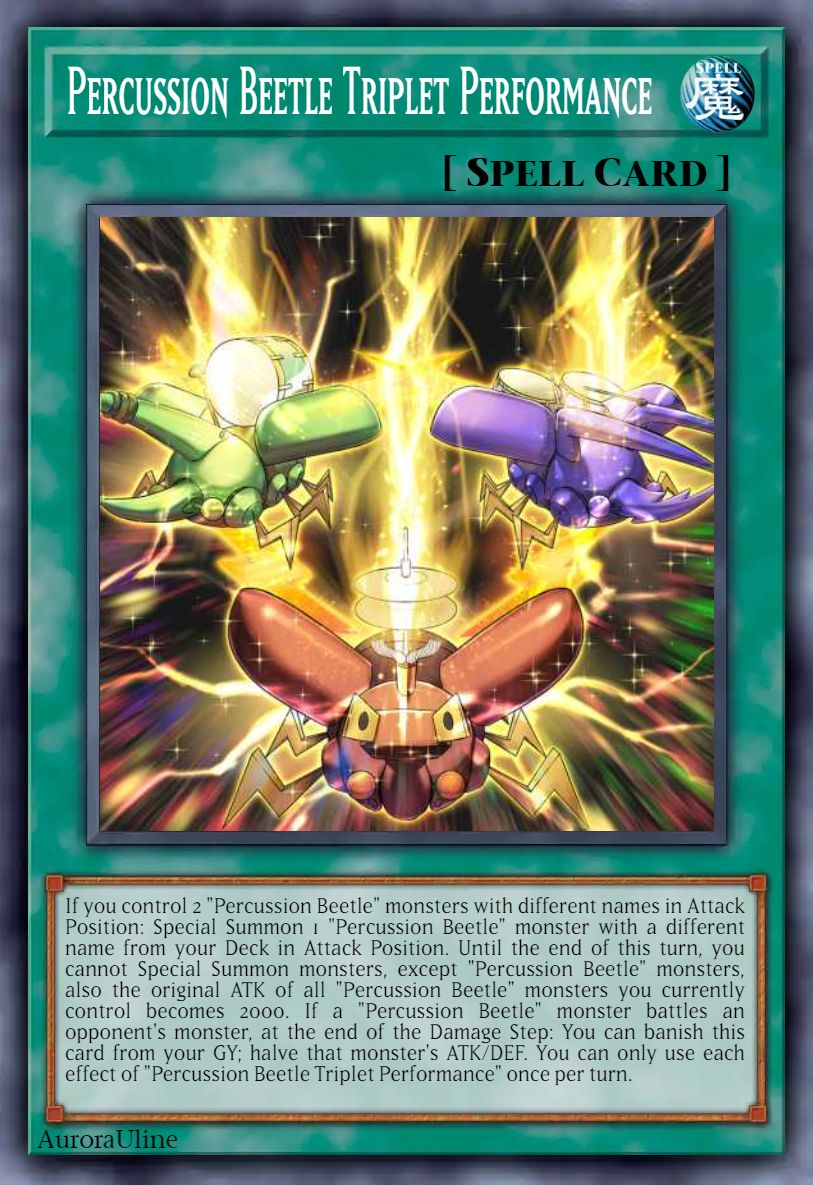 Percussion Beetle Triplet Performance
SPELL
魔
[ Spell Card ]
If you control 2 "Percussion Beetle" monsters with different names in Attack
Position: Special Summon 1 "Percussion Beetle" monster with a different
name from your Deck in Attack Position. Until the end of this turn, you
cannot Special Summon monsters, except "Percussion Beetle" monsters,
also the original ATK of all "Percussion Beetle" monsters you currently
control becomes 2000. If a "Percussion Beetle" monster battles an
opponent's monster, at the end of the Damage Step: You can banish this
card from your GY; halve that monster's ATK/DEF. You can only use each
effect of "Percussion Beetle Triplet Performance" once per turn.
AuroraUline